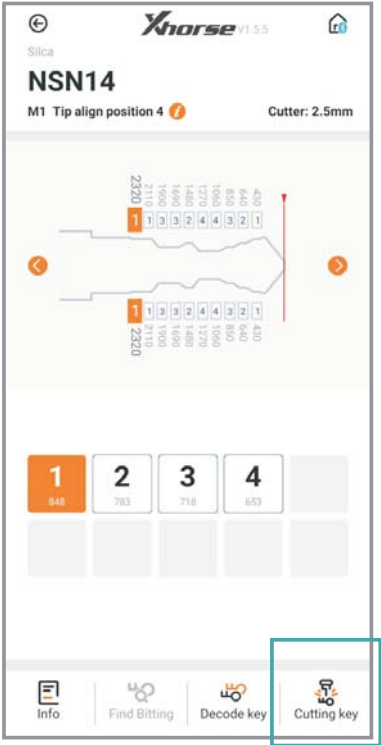 Xhorse V1.5.5
Silca
NSN14
M1 Tip align position 4 i Cutter: 2.5mm
2320 2110 1900 1690 1480 1270 1060 850 640 430
1 1 3 3 2 4 4 3 2 1
1 1 3 3 2 4 4 3 2 1
2320 2110 1900 1690 1480 1270 1060 850 640 430
1 2 3 4
848 783 718 653
Info Find Bitting Decode key Cutting key